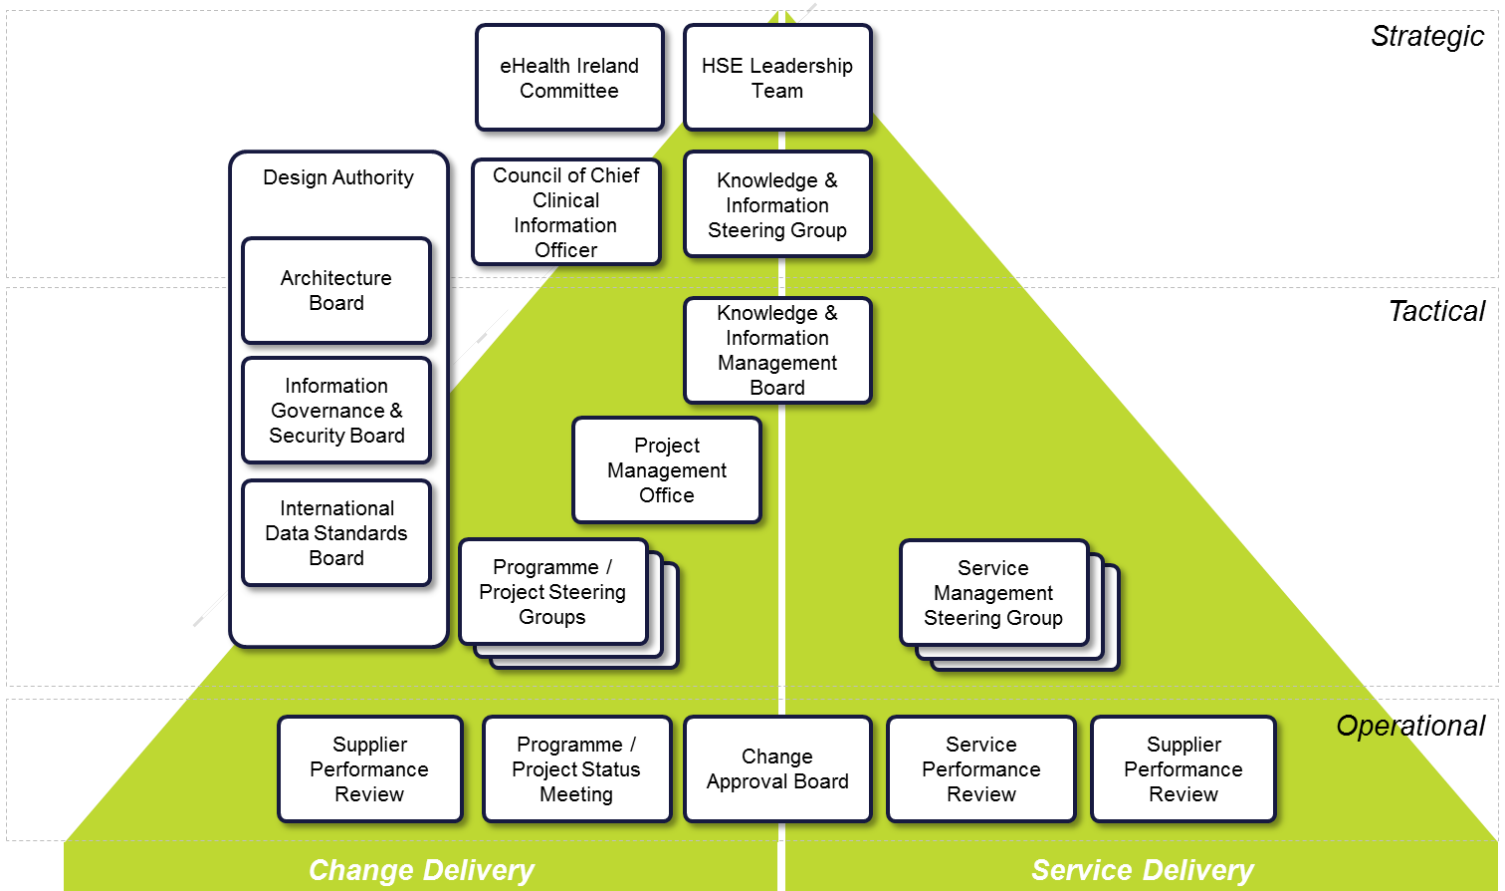 Strategic
eHealth Ireland
Committee
HSE Leadership
Team
Design Authority
Council of Chief
Clinical
Information
Officer
Knowledge &
Information
Steering Group
Architecture
Board
Tactical
Knowledge &
Information
Management
Board
Information
Governance &
Security Board
Project
Management
Office
International
Data Standards
Board
Programme /
Project Steering
Groups
Service
Management
Steering Group
Operational
Supplier
Performance
Review
Programme /
Project Status
Meeting
Change
Approval Board
Service
Performance
Review
Supplier
Performance
Review
Change Delivery
Service Delivery